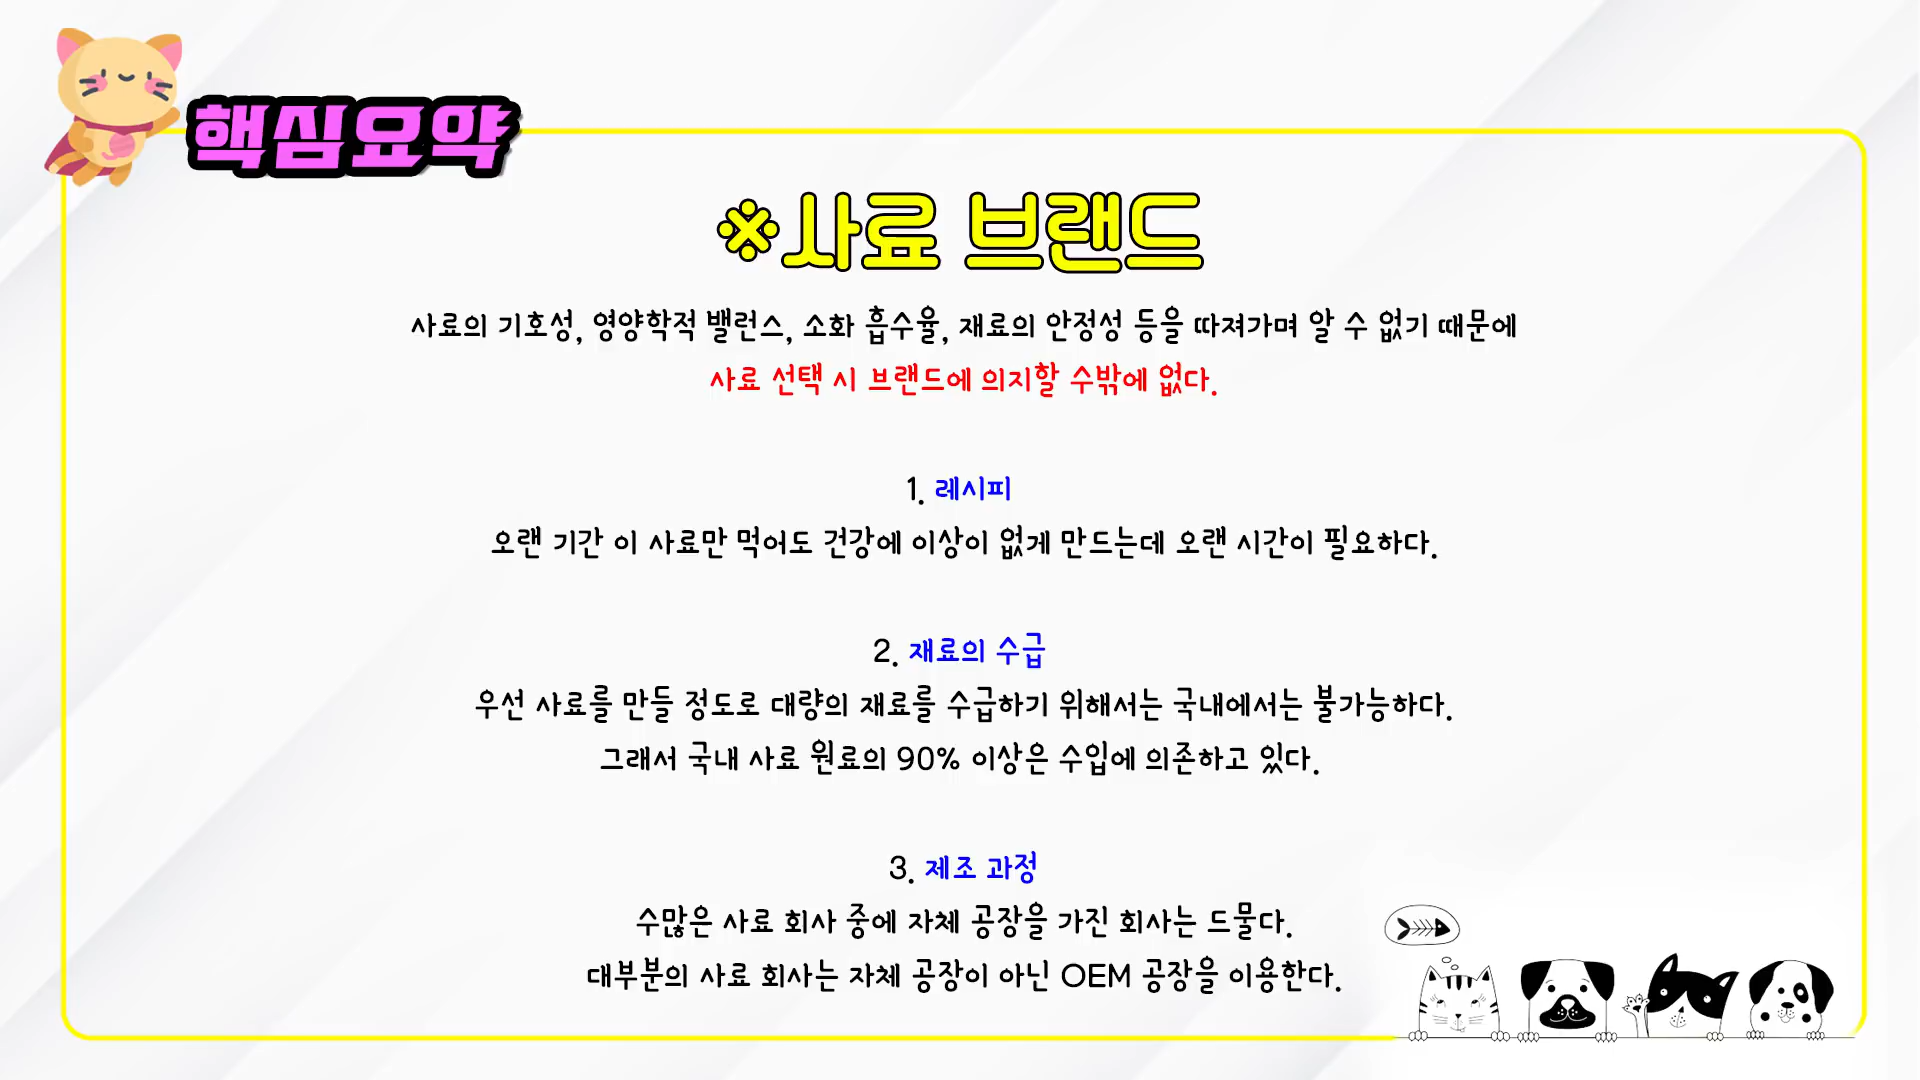 핵심요약
※사료 브랜드
사료의 기호성, 영양학적 밸런스, 소화 흡수율, 재료의 안정성 등을 따져가며 알 수 없기 때문에
사료 선택 시 브랜드에 의지할 수밖에 없다.
1. 레시피
오랜 기간 이 사료만 먹어도 건강에 이상이 없게 만드는데 오랜 시간이 필요하다.
2. 재료의 수급
우선 사료를 만들 정도로 대량의 재료를 수급하기 위해서는 국내에서는 불가능하다.
그래서 국내 사료 원료의 90% 이상은 수입에 의존하고 있다.
3. 제조 과정
수많은 사료 회사 중에 자체 공장을 가진 회사는 드물다.
대부분의 사료 회사는 자체 공장이 아닌 OEM 공장을 이용한다.